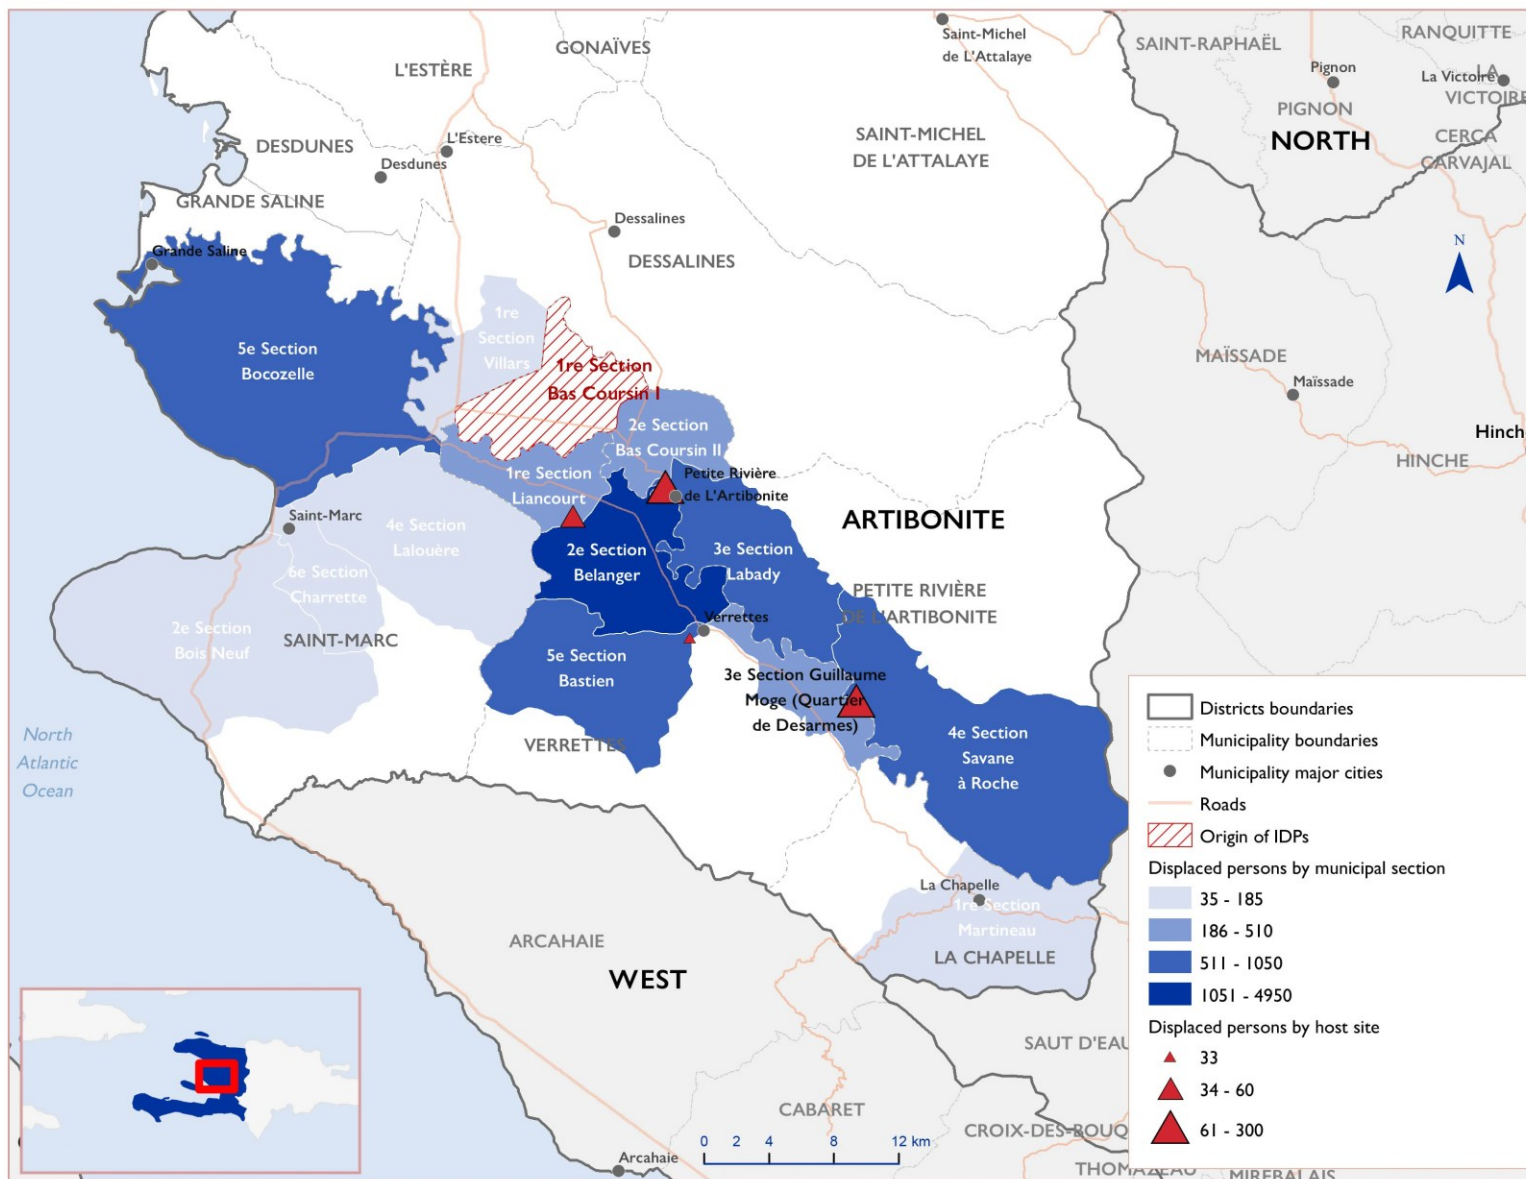 GONAÏVES
Saint-Michel
de L'Attalaye
SAINT-RAPHAËL
RANQUITTE
L'ESTÈRE
Pignon
La Victoire
LA
VICTOIRE
PIGNON
L'Estere
DESDUNES
Desdunes
SAINT-MICHEL
DE L'ATTALAYE
NORTH
CERCA
CARVAJAL
GRANDE SALINE
Dessalines
Grande Saline
DESSALINES
N
1re
Section
Villars
5e Section
Bocozelle
1re Section
Bas Coursin I
MAÏSSADE
Maïssade
2e Section
Bas Coursin II
Hinch
HINCHE
1re Section
Liancourt
Petite Rivière
de L'Artibonite
Saint-Marc
4e Section
Lalouère
ARTIBONITE
2e Section
Belanger
3e Section
Labady
6e Section
Charrette
PETITE RIVIÈRE
DE L'ARTIBONITE
Verrettes
2e Section
Bois Neuf
SAINT-MARC
5e Section
Bastien
3e Section Guillaume
Moge (Quartier
de Desarmes)
North
Atlantic
Ocean
VERRETTES
4e Section
Savane
à Roche
La Chapelle
1re Section
Martineau
LA CHAPELLE
ARCAHAIE
WEST
SAUT D'EAU
CABARET
CROIX-DES-BOUQ
Arcahaie
THOMAZEAU
MIREBALAIS
0 2 4 8 12 km
Districts boundaries
Municipality boundaries
Municipality major cities
Roads
Origin of IDPs
Displaced persons by municipal section
35 - 185
186 - 510
511 - 1050
1051 - 4950
Displaced persons by host site
33
34 - 60
61 - 300